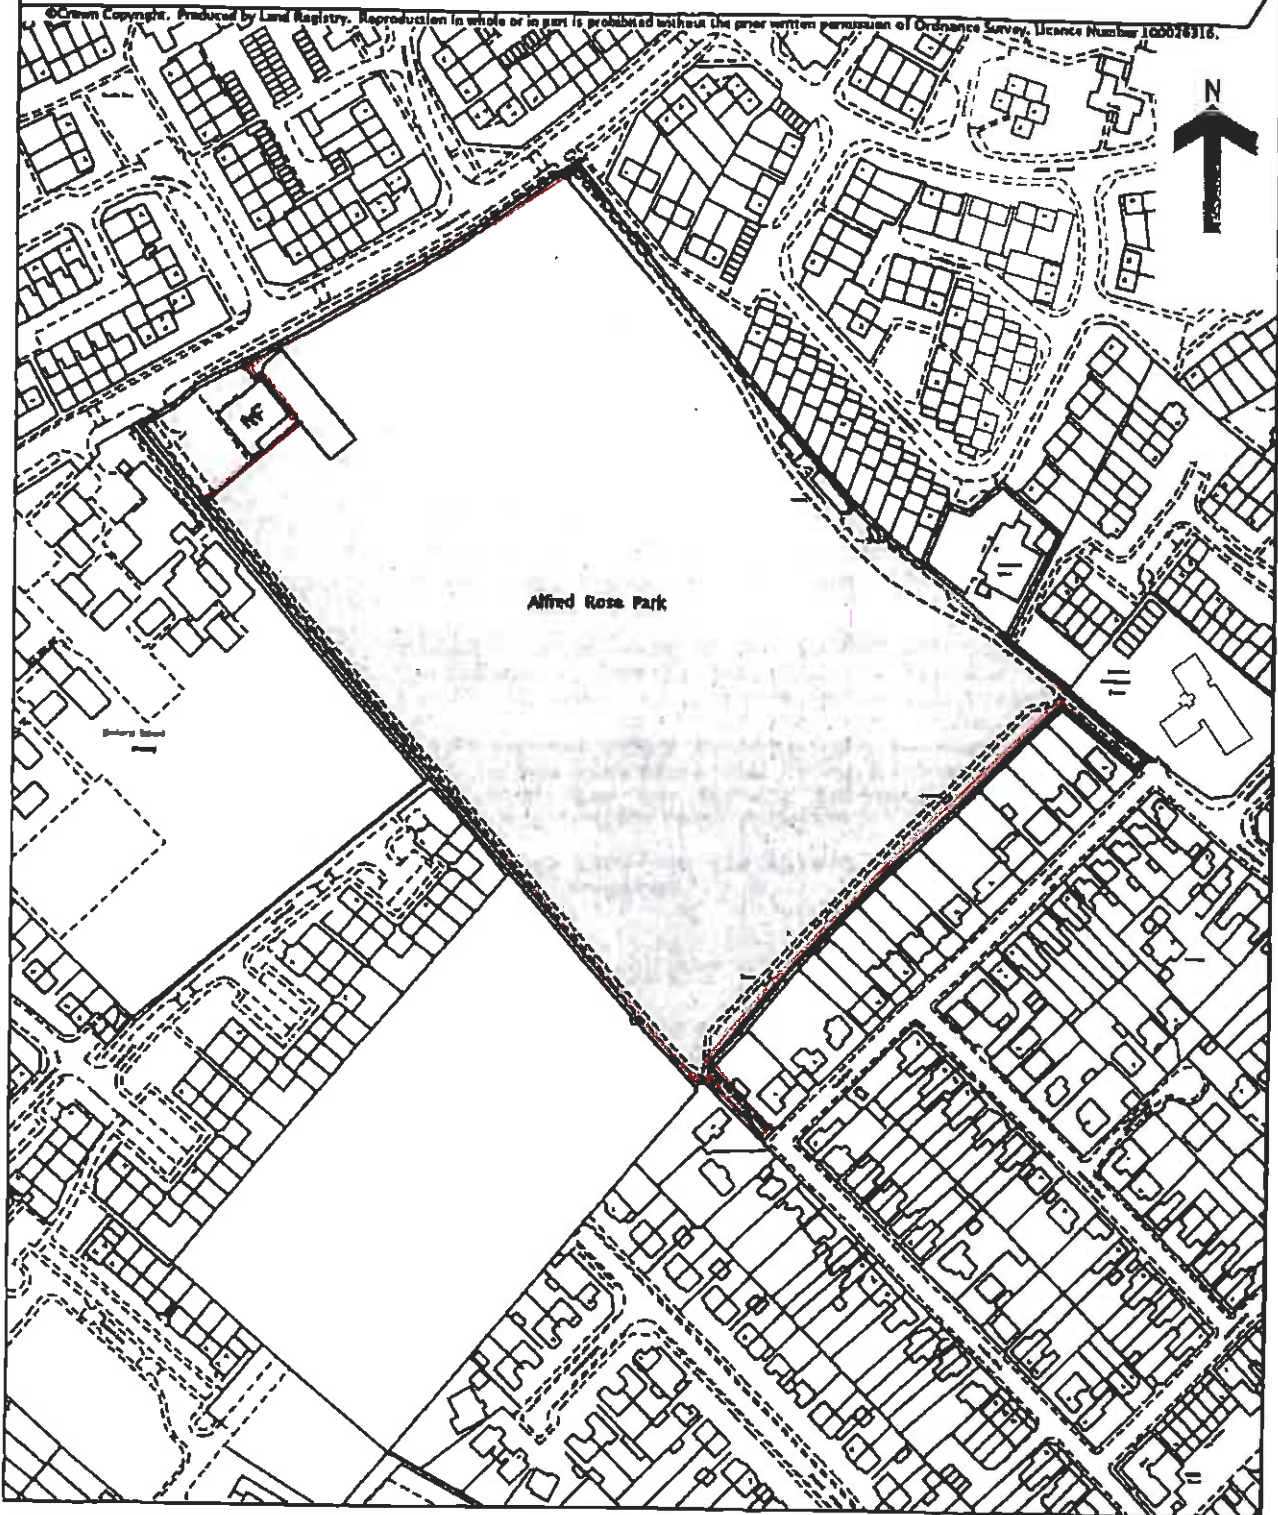 ©Crown Copyright. Produced by Land Registry. Reproduction in whole or in part is prohibited without the prior written permission of Ordnance Survey. Licence Number 100026316.
N
Alfred Rose Park